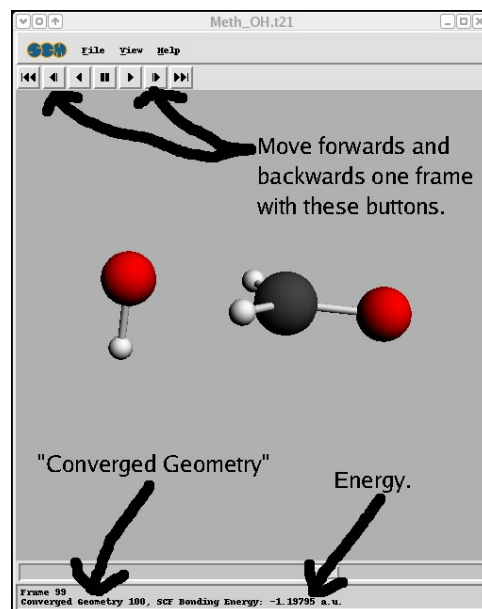 Meth_OH.t21
SCM File View Help
Move forwards and
backwards one frame
with these buttons.
"Converged Geometry"
Energy.
Frame 99
Converged Geometry 100, SCF Bonding Energy: -1.19795 a.u.